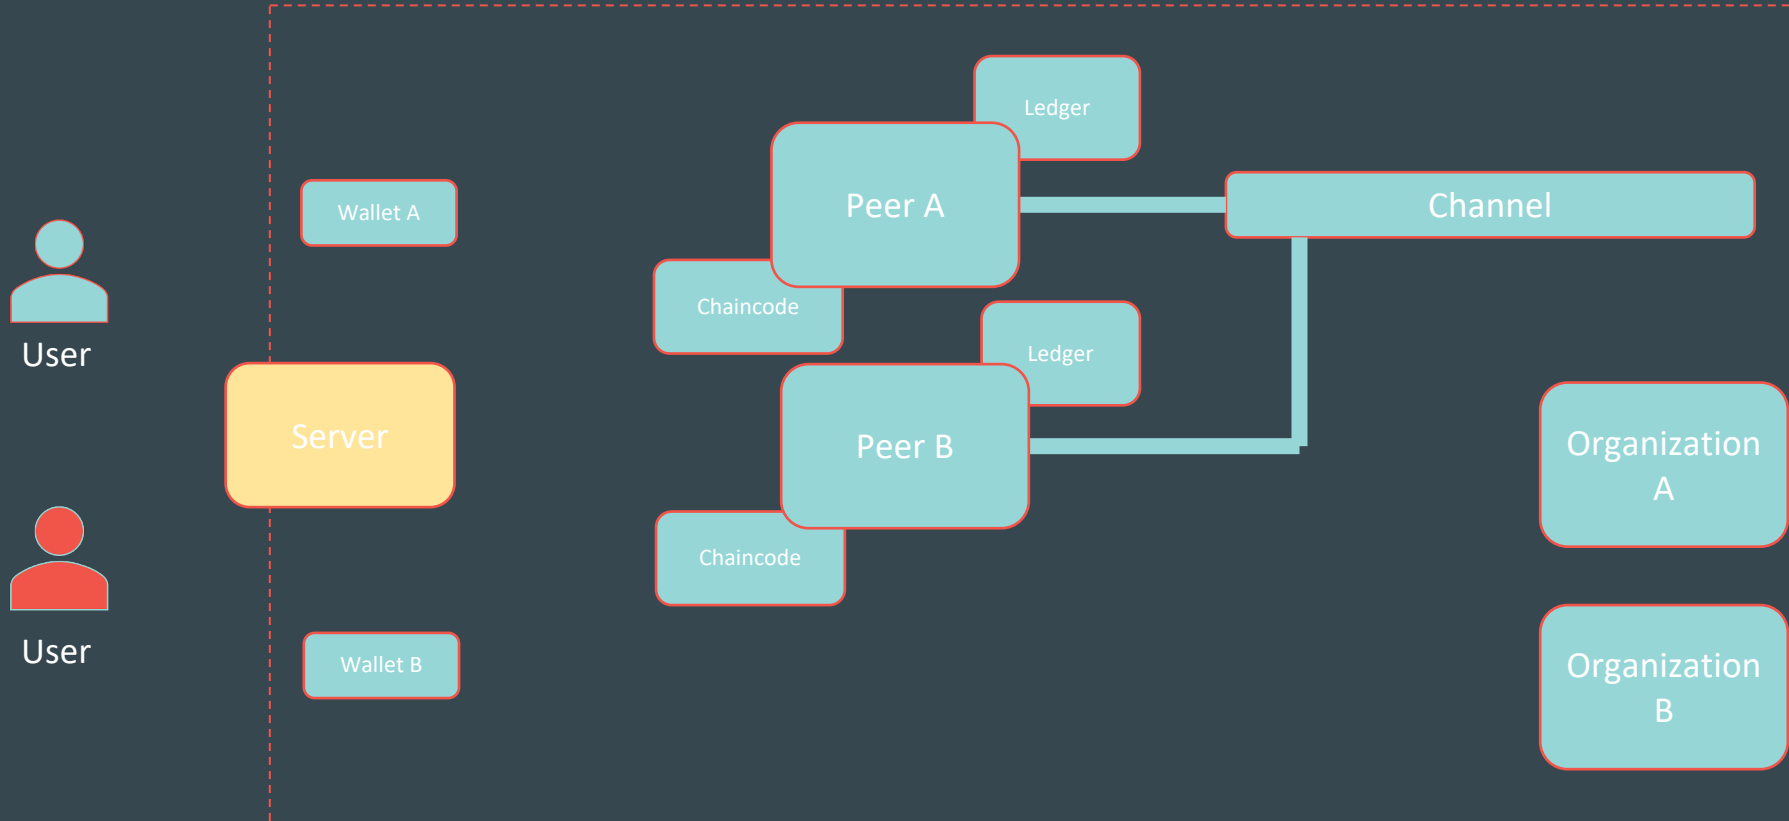 Ledger
Peer A
Channel
Wallet A
Chaincode
User
Ledger
Server
Peer B
Organization
A
Chaincode
User
Wallet B
Organization
B